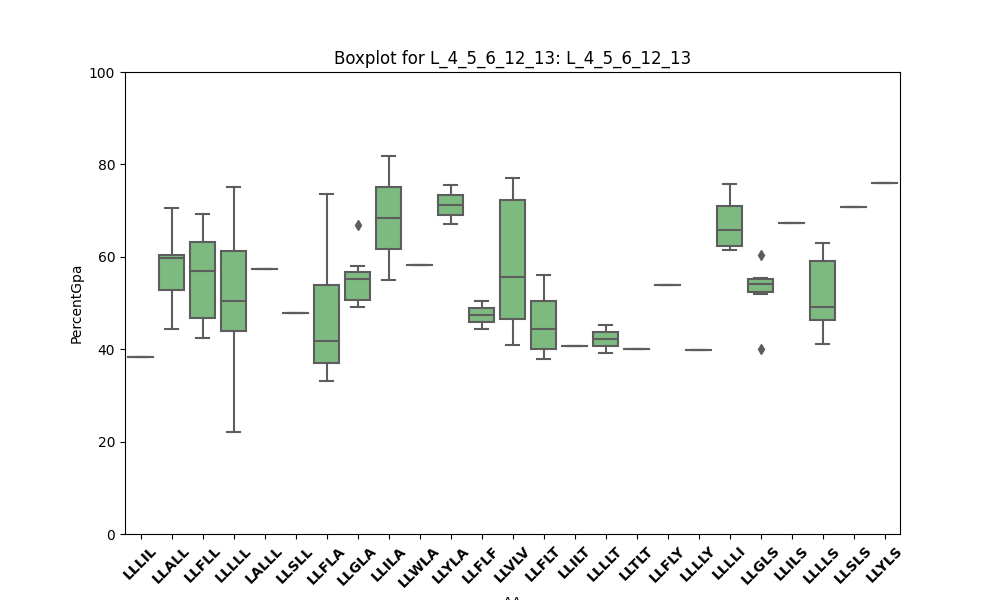 Boxplot for L_4_5_6_12_13: L_4_5_6_12_13
100
80
60
40
20
0
PercentGpa
LLLIL LLALL LLFLL LLLLL LALLL LLSLL LLFLA LLGLA LLILA LLWLA LLYLA LLFLF LLVLV LLFLT LLILT LLLLT LLTLT LLFLY LLLLY LLLLI LLGLS LLILS LLLLS LLSLS LLYLS